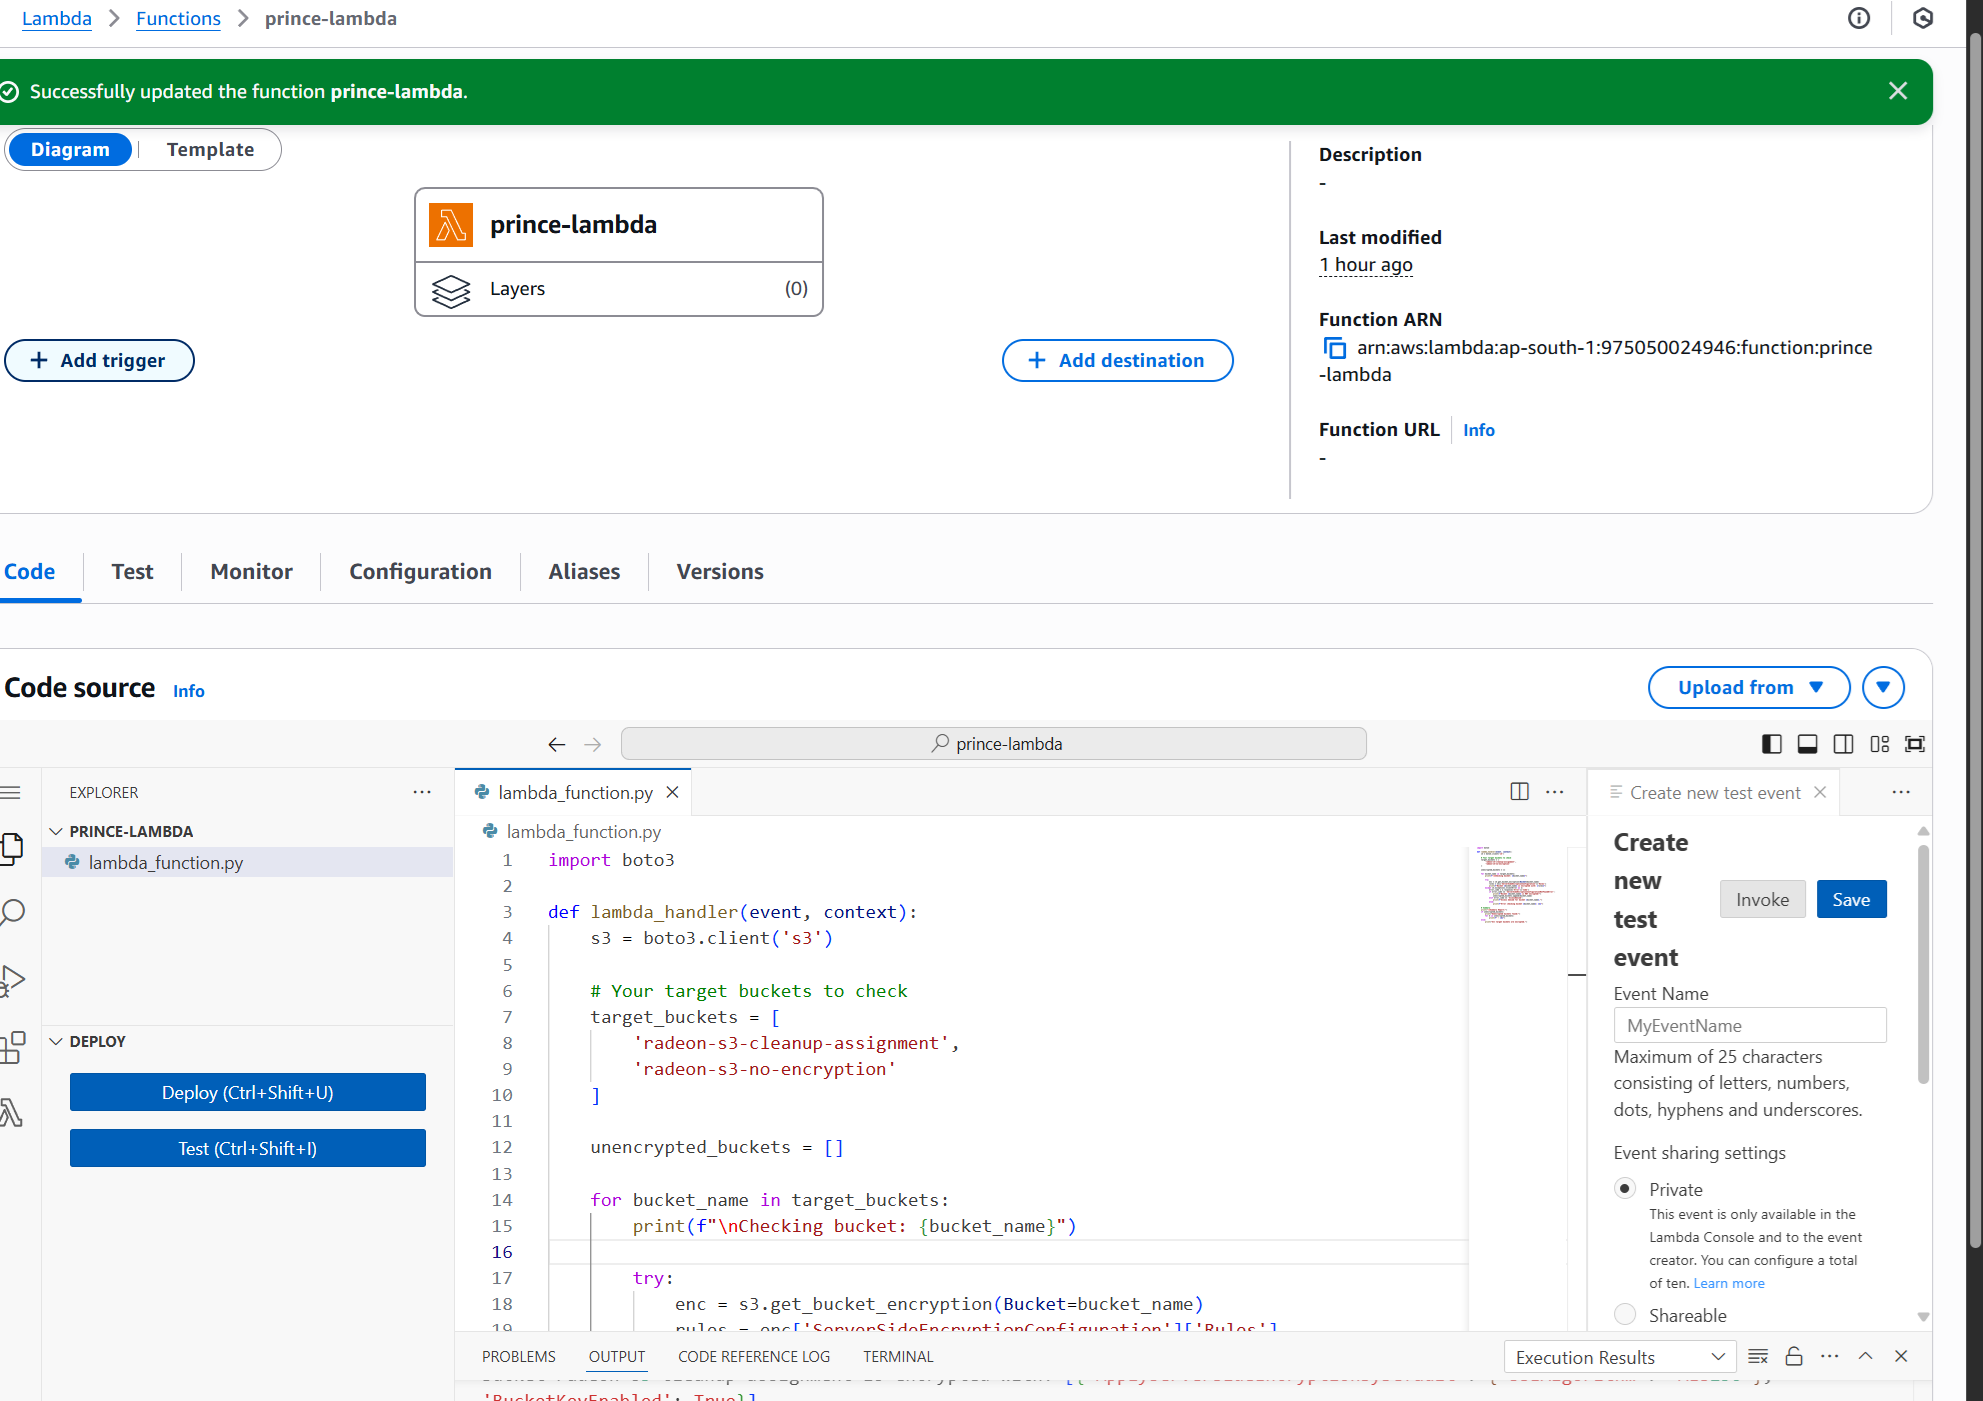 Lambda > Functions > prince-lambda
Successfully updated the function prince-lambda.
Diagram | Template
prince-lambda
Layers (0)
+ Add trigger
+ Add destination
Description
-
Last modified
1 hour ago
Function ARN
arn:aws:lambda:ap-south-1:975050024946:function:prince
-lambda
Function URL | Info
-
Code Test Monitor Configuration Aliases Versions
Code source Info
Upload from
prince-lambda
EXPLORER
PRINCE-LAMBDA
lambda_function.py
DEPLOY
Deploy (Ctrl+Shift+U)
Test (Ctrl+Shift+I)
lambda_function.py
lambda_function.py
1 import boto3
2
3 def lambda_handler(event, context):
4     s3 = boto3.client('s3')
5
6     # Your target buckets to check
7     target_buckets = [
8         'radeon-s3-cleanup-assignment',
9         'radeon-s3-no-encryption'
10     ]
11
12     unencrypted_buckets = []
13
14     for bucket_name in target_buckets:
15         print(f"\nChecking bucket: {bucket_name}")
16
17         try:
18             enc = s3.get_bucket_encryption(Bucket=bucket_name)
19             rules = enc['ServerSideEncryptionConfiguration']['Rules']
Create new test event
Create
new
test
event
Invoke Save
Event Name
MyEventName
Maximum of 25 characters
consisting of letters, numbers,
dots, hyphens and underscores.
Event sharing settings
Private
This event is only available in the
Lambda Console and to the event
creator. You can configure a total
of ten. Learn more
Shareable
PROBLEMS OUTPUT CODE REFERENCE LOG TERMINAL
Execution Results
'BucketKeyEnabled': True}]